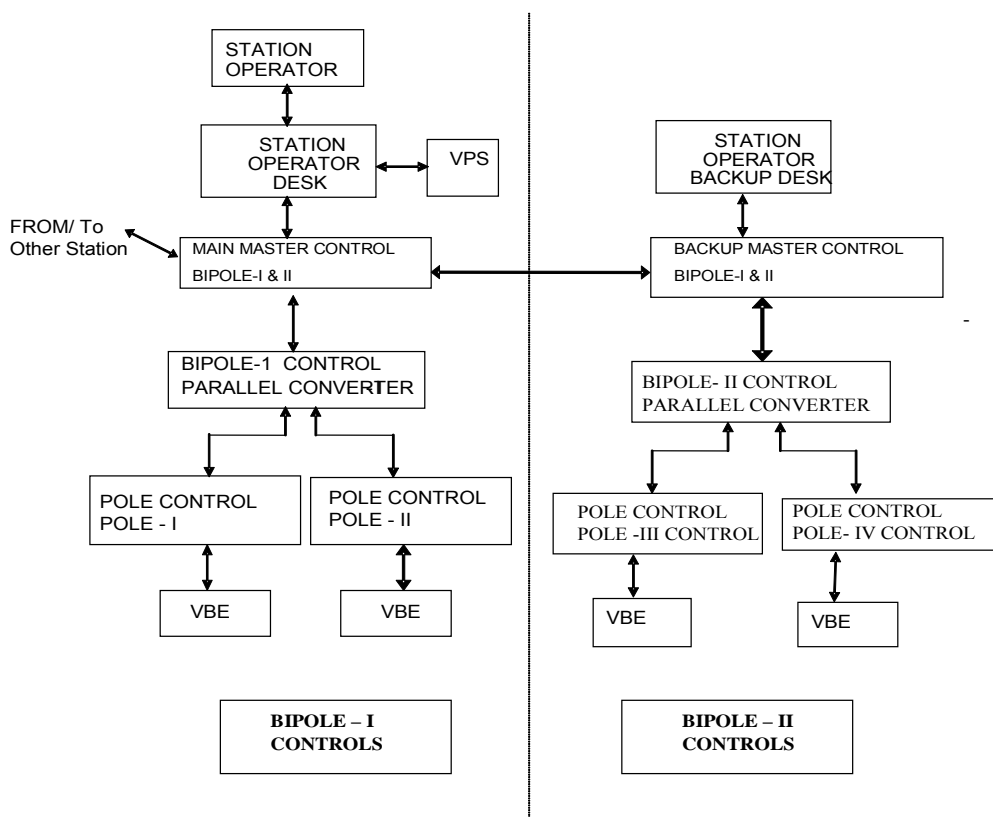 STATION
OPERATOR
STATION
OPERATOR
DESK
VPS
FROM/ To
Other Station
MAIN MASTER CONTROL
BIPOLE-I & II
BIPOLE-1 CONTROL
PARALLEL CONVERTER
POLE CONTROL
POLE - I
POLE CONTROL
POLE - II
VBE
VBE
BIPOLE – I
CONTROLS
STATION
OPERATOR
BACKUP DESK
BACKUP MASTER CONTROL
BIPOLE-I & II
-
BIPOLE- II CONTROL
PARALLEL CONVERTER
POLE CONTROL
POLE -III CONTROL
POLE CONTROL
POLE- IV CONTROL
VBE
VBE
BIPOLE – II
CONTROLS